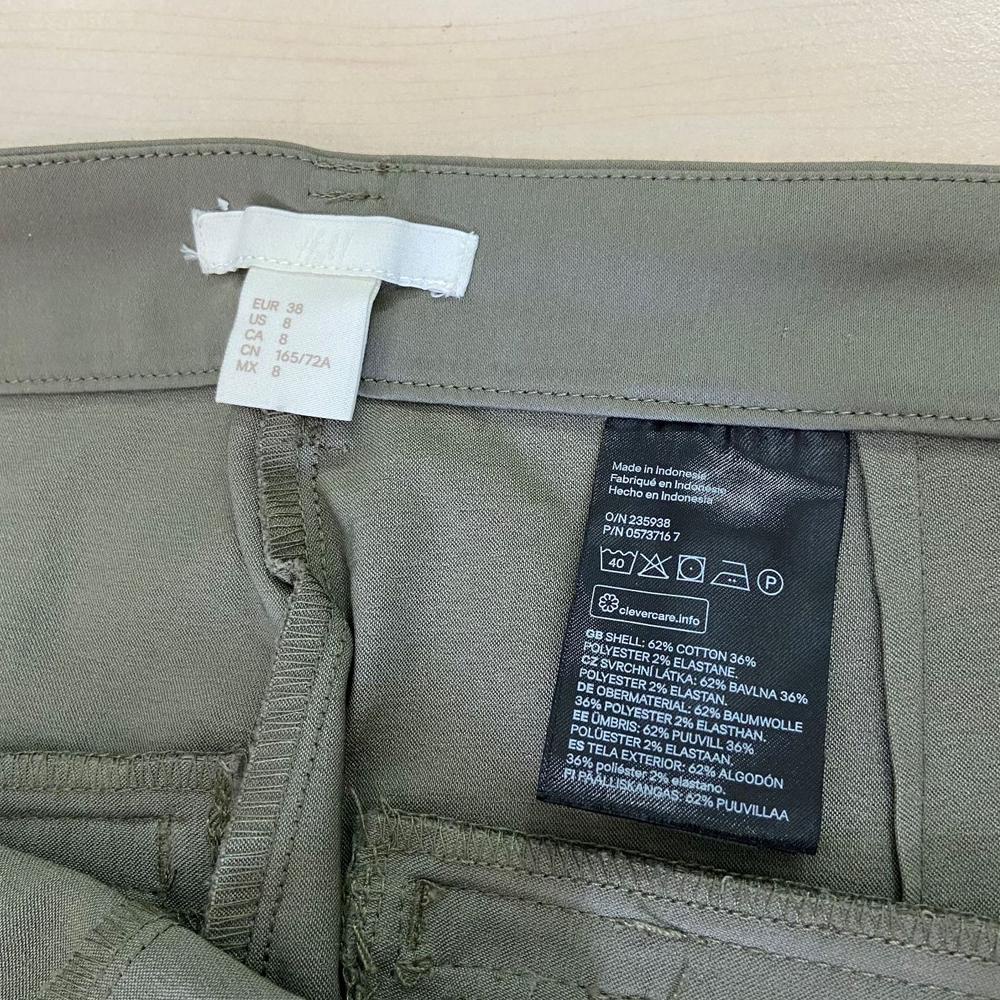 H&M
EUR 38
US 8
CA 8
CN 165/72A
MX 8
Made in Indonesia
Fabriqué en Indonésie
Hecho en Indonesia
O/N 235938
P/N 0573716 7
40
P
clevercare.info
GB SHELL: 62% COTTON 36%
POLYESTER 2% ELASTANE.
CZ SVRCHNÍ LÁTKA: 62% BAVLNA 36%
POLYESTER 2% ELASTAN.
DE OBERMATERIAL: 62% BAUMWOLLE
36% POLYESTER 2% ELASTHAN.
EE ÜMBRIS: 62% PUUVILL 36%
POLÜESTER 2% ELASTAAN.
ES TELA EXTERIOR: 62% ALGODÓN
36% poliéster 2% elastano.
FI PÄÄLLISKANGAS: 62% PUUVILLAA